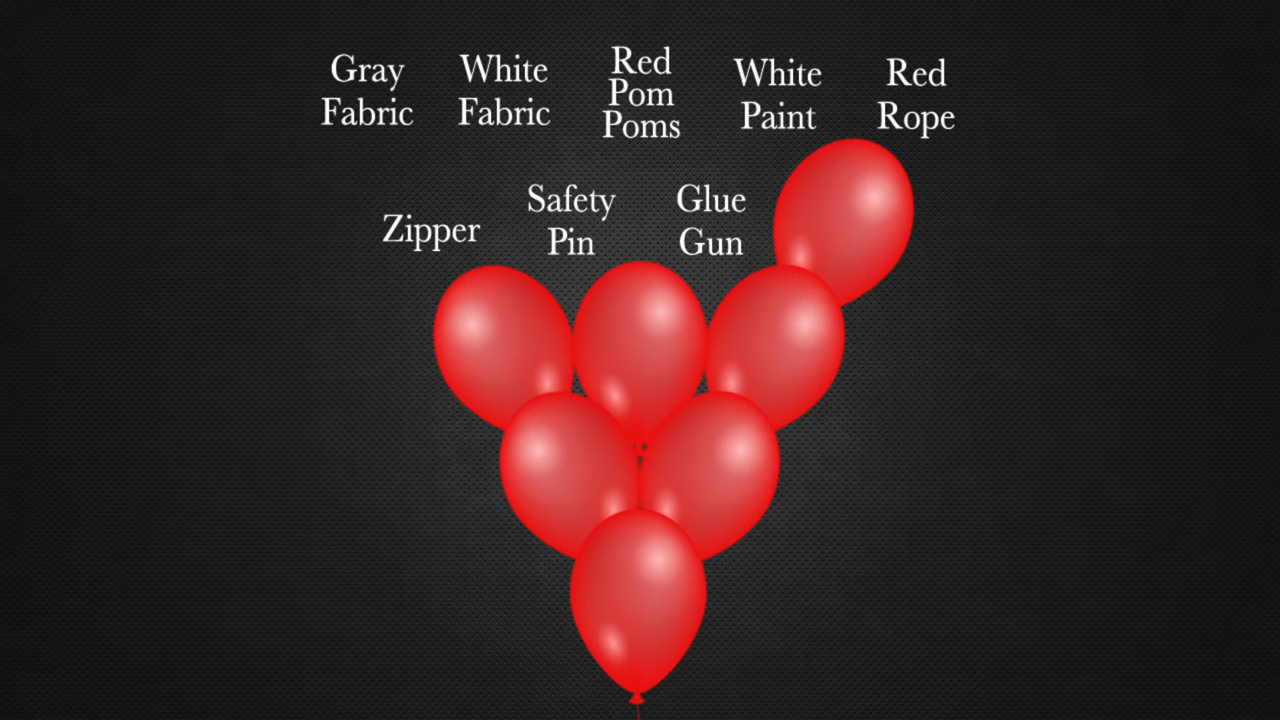 Gray
Fabric
White
Fabric
Red
Pom
Poms
White
Paint
Red
Rope
Zipper
Safety
Pin
Glue
Gun